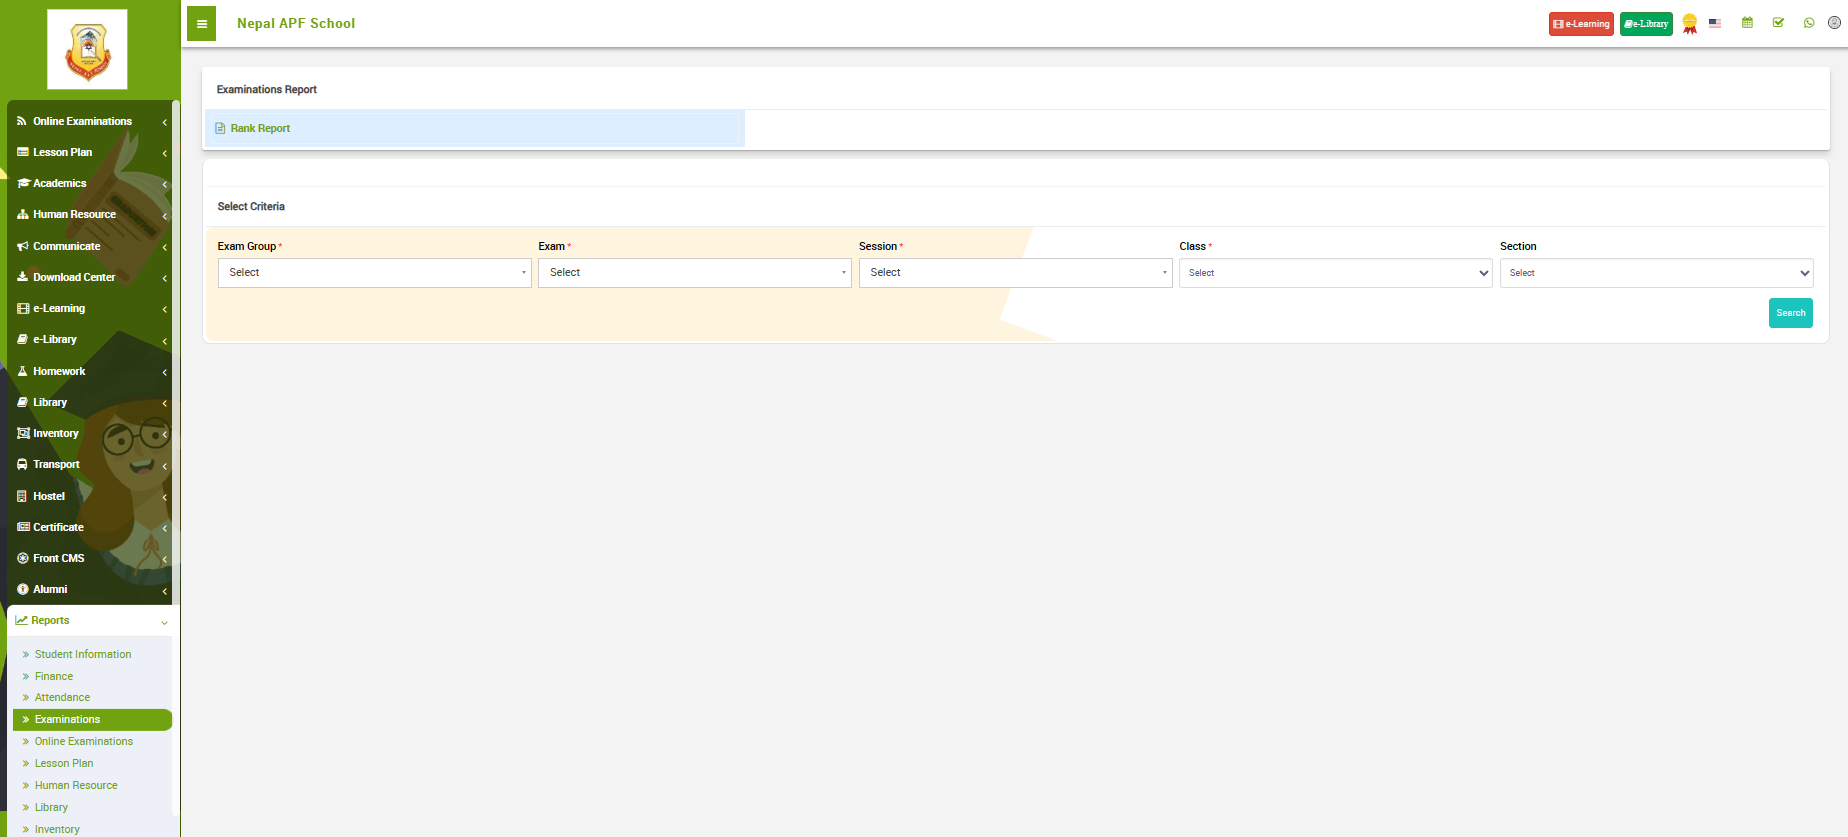 Nepal APF School
e-Learning
e-Library
Online Examinations
Lesson Plan
Academics
Human Resource
Communicate
Download Center
e-Learning
e-Library
Homework
Library
Inventory
Transport
Hostel
Certificate
Front CMS
Alumni
Reports
Student Information
Finance
Attendance
Examinations
Online Examinations
Lesson Plan
Human Resource
Library
Inventory
Examinations Report
Rank Report
Select Criteria
Exam Group * Exam * Session * Class * Section
Select Select Select Select Select
Search